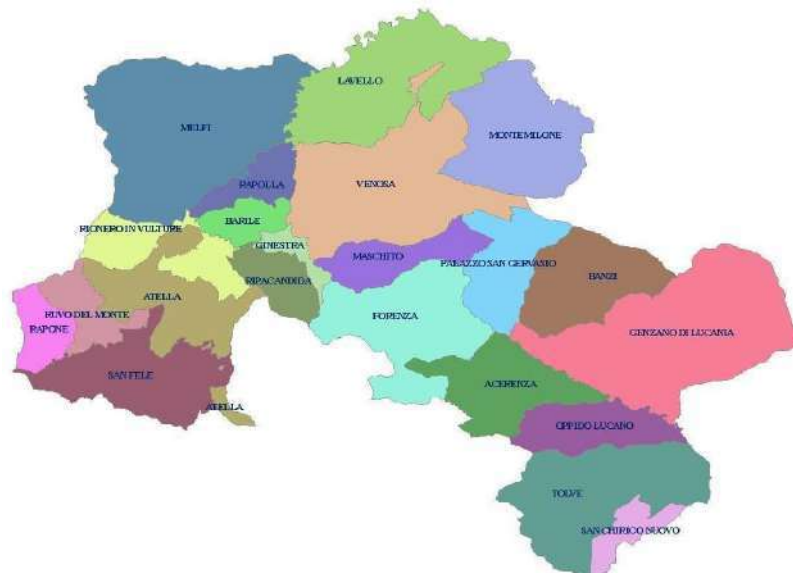 LAVELLO
MELFI
MONTEMILONE
RAPOLLA
VENOSA
BARILE
RIONERO IN VULTURE
GINESTRA
MASCHITO
PALAZZO SAN GERVASIO
BANZI
RIPACANDIDA
ATELLA
RUVO DEL MONTE
FORENZA
RAPONE
GENZANO DI LUCANIA
SAN FELE
ACERENZA
ATELLA
OPPIDO LUCANO
TOLVE
SAN CHIRICO NUOVO